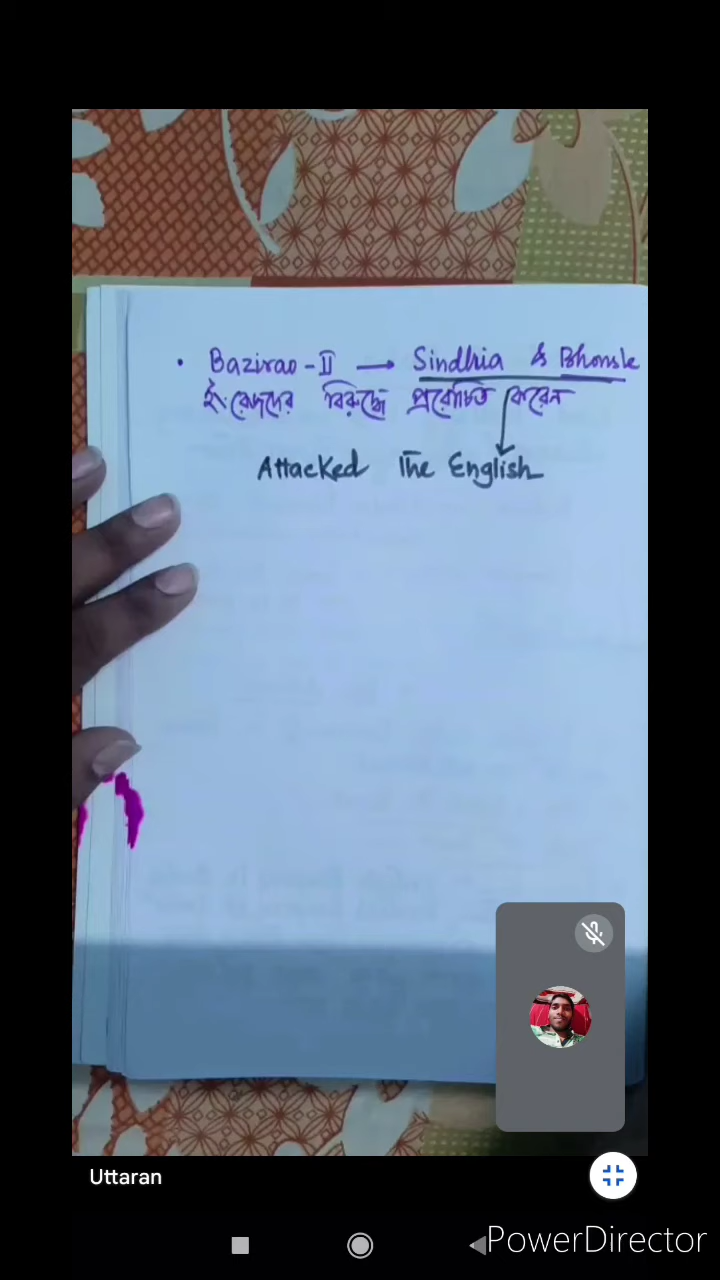 • Bazirao - II → Sindhia & Bhonsle
ইংরেজদের বিরুদ্ধে প্ররোচিত করেন
Attacked The English
Uttaran
PowerDirector